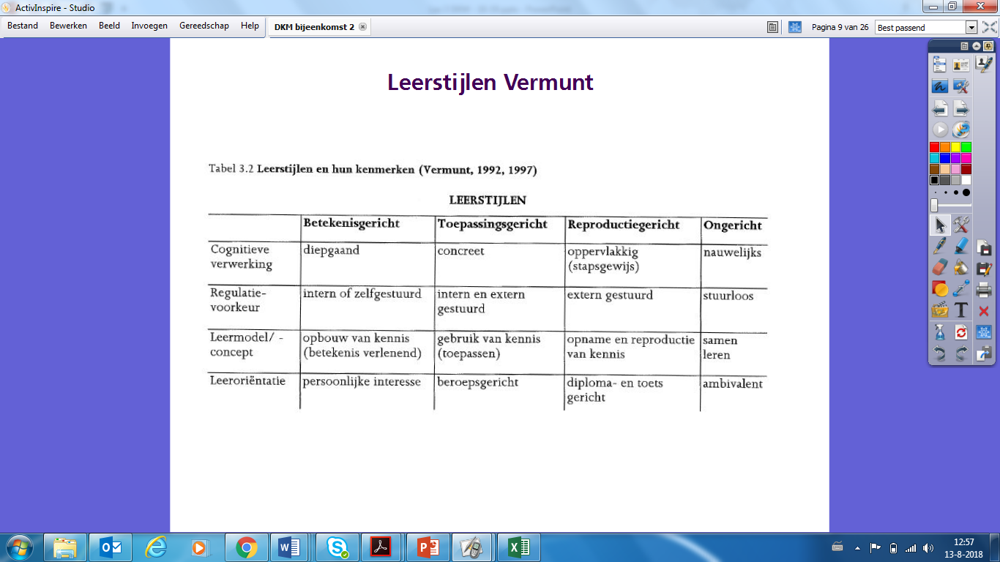 ActivInspire - Studio
Bestand Bewerken Beeld Invoegen Gereedschap Help DKM bijeenkomst 2 Pagina 9 van 26 Best passend
Leerstijlen Vermunt
Tabel 3.2 Leerstijlen en hun kenmerken (Vermunt, 1992, 1997)
LEERSTIJLEN
Betekenisgericht Toepassingsgericht Reproductiegericht Ongericht
Cognitieve diepgaand concreet oppervlakkig nauwelijks
verwerking (stapsgewijs)
Regulatie- intern of zelfgestuurd intern en extern extern gestuurd stuurloos
voorkeur gestuurd
Leermodel/ - opbouw van kennis gebruik van kennis opname en reproductie samen
concept (betekenis verlenend) (toepassen) van kennis leren
Leeroriëntatie persoonlijke interesse beroepsgericht diploma- en toets ambivalent
gericht
12:57
13-8-2018